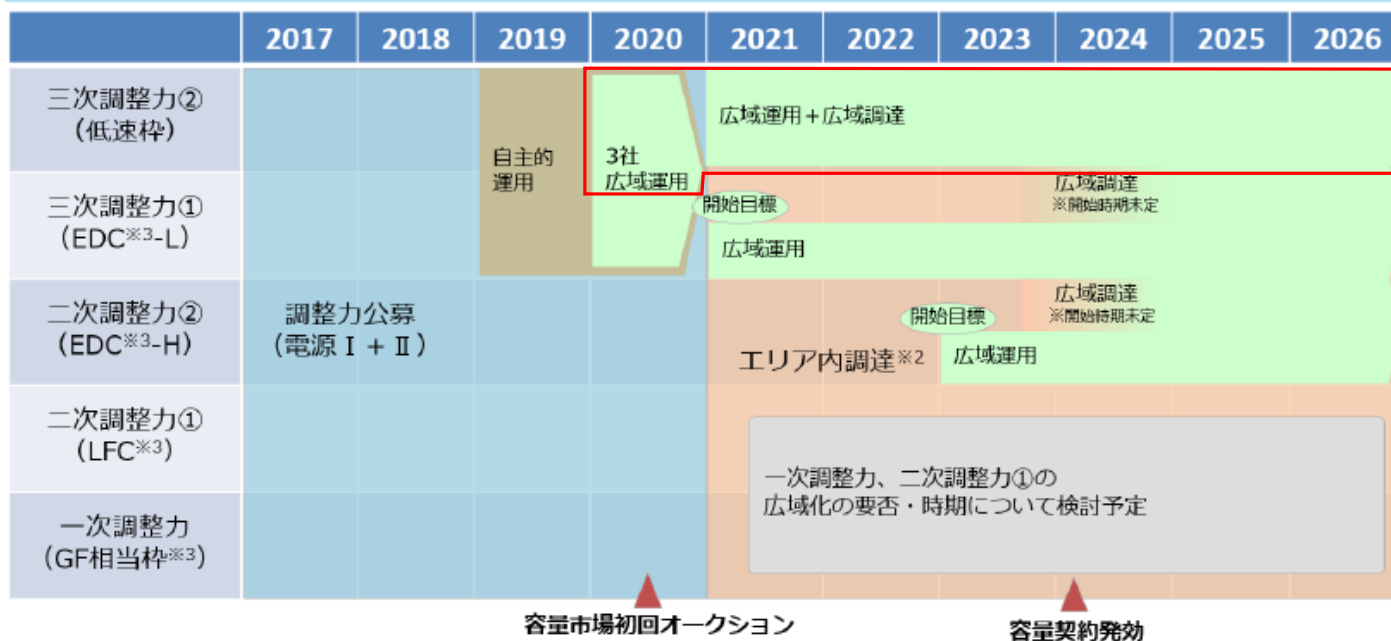 2017 2018 2019 2020 2021 2022 2023 2024 2025 2026
三次調整力②
（低速枠）
自主的
運用
3社
広域運用
広域運用＋広域調達
三次調整力①
（EDC※3-L）
開始目標
広域調達
※開始時期未定
広域運用
二次調整力②
（EDC※3-H）
調整力公募
（電源Ⅰ＋Ⅱ）
エリア内調達※2
開始目標
広域調達
※開始時期未定
広域運用
二次調整力①
（LFC※3）
一次調整力
（GF相当枠※3）
一次調整力、二次調整力①の
広域化の要否・時期について検討予定
容量市場初回オークション
容量契約発効